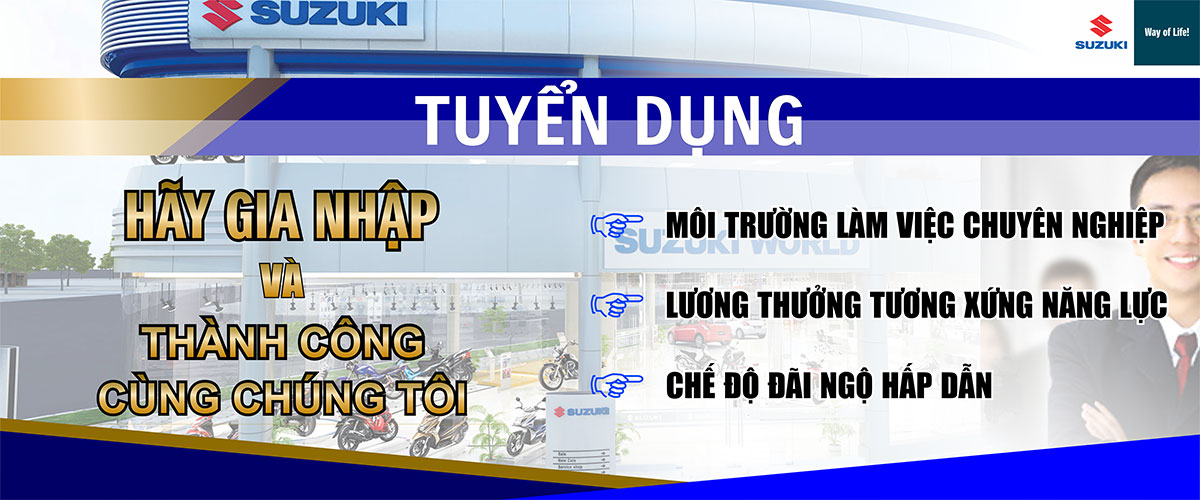 SUZUKI
SUZUKI
Way of Life!
TUYỂN DỤNG
HÃY GIA NHẬP
VÀ
THÀNH CÔNG
CÙNG CHÚNG TÔI
MÔI TRƯỜNG LÀM VIỆC CHUYÊN NGHIỆP
SUZUKI WORLD
LƯƠNG THƯỞNG TƯƠNG XỨNG NĂNG LỰC
CHẾ ĐỘ ĐÃI NGỘ HẤP DẪN
SUZUKI
Sale
New Care
Service shop